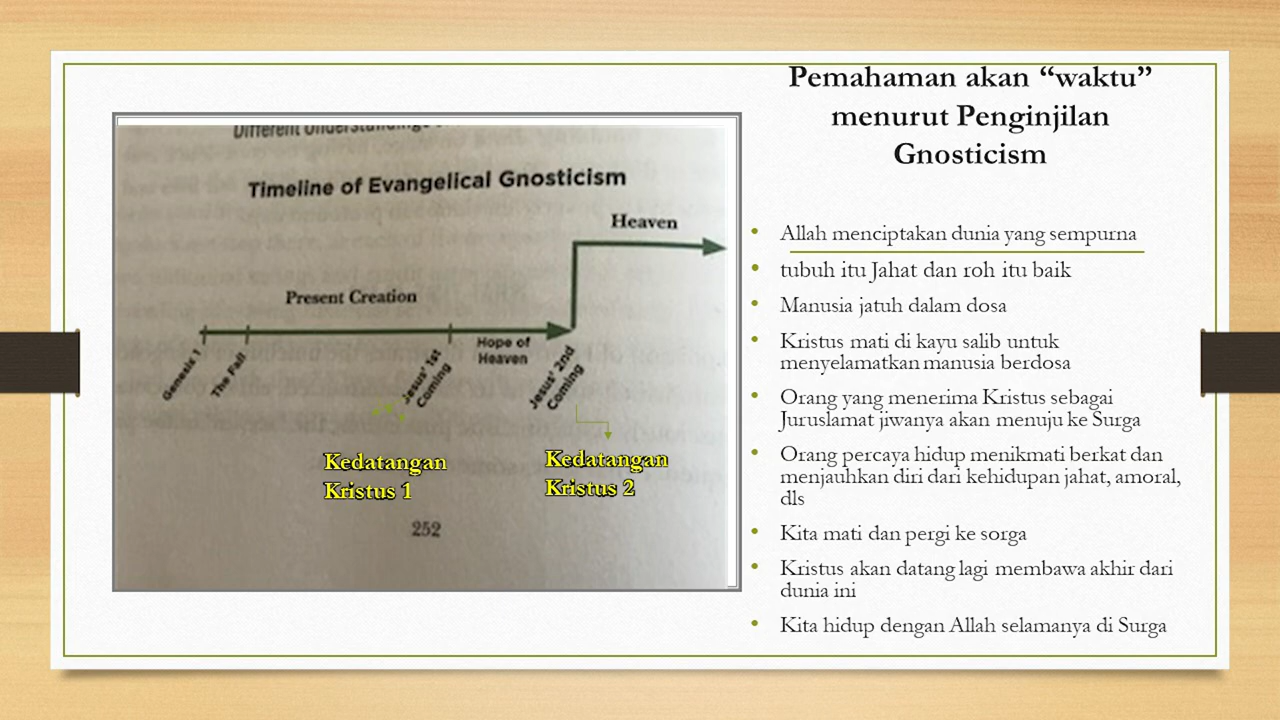 Pemahaman akan “waktu”
menurut Penginjilan
Gnosticism
Different Understandings
Timeline of Evangelical Gnosticism
Heaven
Present Creation
Hope of
Heaven
Genesis 1
The Fall
Jesus' 1st
Coming
Jesus' 2nd
Coming
Kedatangan
Kristus 1
Kedatangan
Kristus 2
252
• Allah menciptakan dunia yang sempurna
• tubuh itu Jahat dan roh itu baik
• Manusia jatuh dalam dosa
• Kristus mati di kayu salib untuk
menyelamatkan manusia berdosa
• Orang yang menerima Kristus sebagai
Juruslamat jiwanya akan menuju ke Surga
• Orang percaya hidup menikmati berkat dan
menjauhkan diri dari kehidupan jahat, amoral,
dls
• Kita mati dan pergi ke sorga
• Kristus akan datang lagi membawa akhir dari
dunia ini
• Kita hidup dengan Allah selamanya di Surga